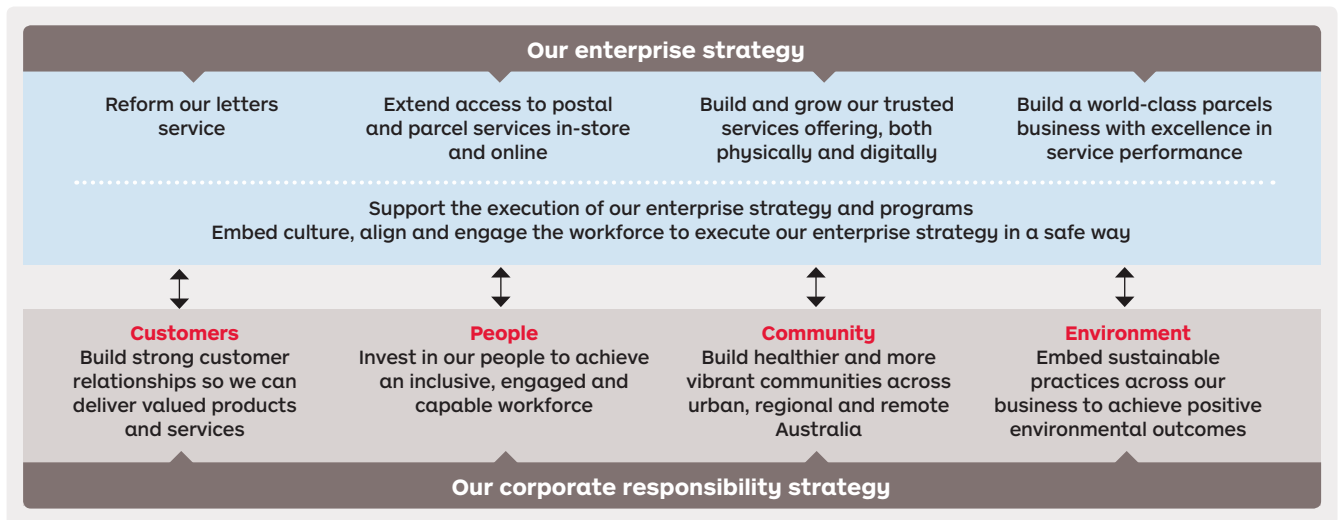 Our enterprise strategy
Reform our letters
service
Extend access to postal
and parcel services in-store
and online
Build and grow our trusted
services offering, both
physically and digitally
Build a world-class parcels
business with excellence in
service performance
Support the execution of our enterprise strategy and programs
Embed culture, align and engage the workforce to execute our enterprise strategy in a safe way
Customers
Build strong customer
relationships so we can
deliver valued products
and services
People
Invest in our people to achieve
an inclusive, engaged and
capable workforce
Community
Build healthier and more
vibrant communities across
urban, regional and remote
Australia
Environment
Embed sustainable
practices across our
business to achieve positive
environmental outcomes
Our corporate responsibility strategy